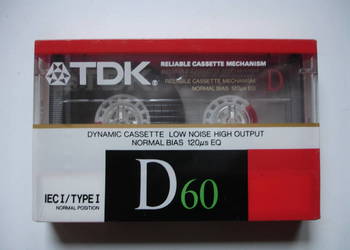 TDK.
RELIABLE CASSETTE MECHANISM
RELIABLE CASSETTE MECHANISM
NORMAL BIAS 120µs EQ
D
DYNAMIC CASSETTE LOW NOISE HIGH OUTPUT
NORMAL BIAS 120µs EQ
IEC I/TYPE I
NORMAL POSITION
D60